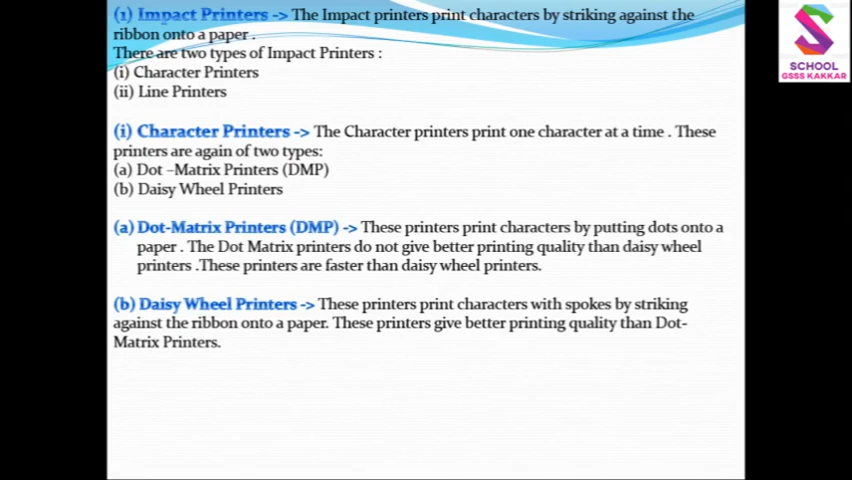 (1) Impact Printers -> The Impact printers print characters by striking against the
ribbon onto a paper .
There are two types of Impact Printers :
(i) Character Printers
(ii) Line Printers
(i) Character Printers -> The Character printers print one character at a time . These
printers are again of two types:
(a) Dot –Matrix Printers (DMP)
(b) Daisy Wheel Printers
(a) Dot-Matrix Printers (DMP) -> These printers print characters by putting dots onto a
paper . The Dot Matrix printers do not give better printing quality than daisy wheel
printers .These printers are faster than daisy wheel printers.
(b) Daisy Wheel Printers -> These printers print characters with spokes by striking
against the ribbon onto a paper. These printers give better printing quality than Dot-
Matrix Printers.
SCHOOL
GSSS KAKKAR